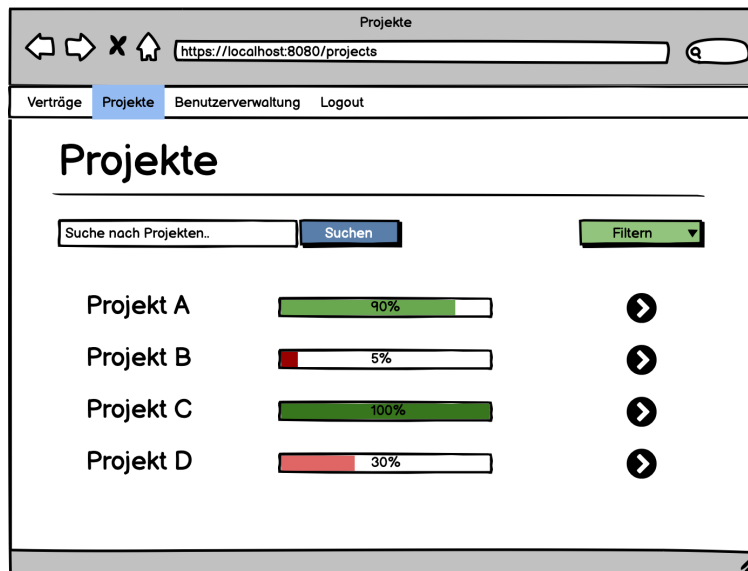 Projekte
https://localhost:8080/projects
Verträge Projekte Benutzerverwaltung Logout
Projekte
Suche nach Projekten.. Suchen Filtern
Projekt A 90%
Projekt B 5%
Projekt C 100%
Projekt D 30%